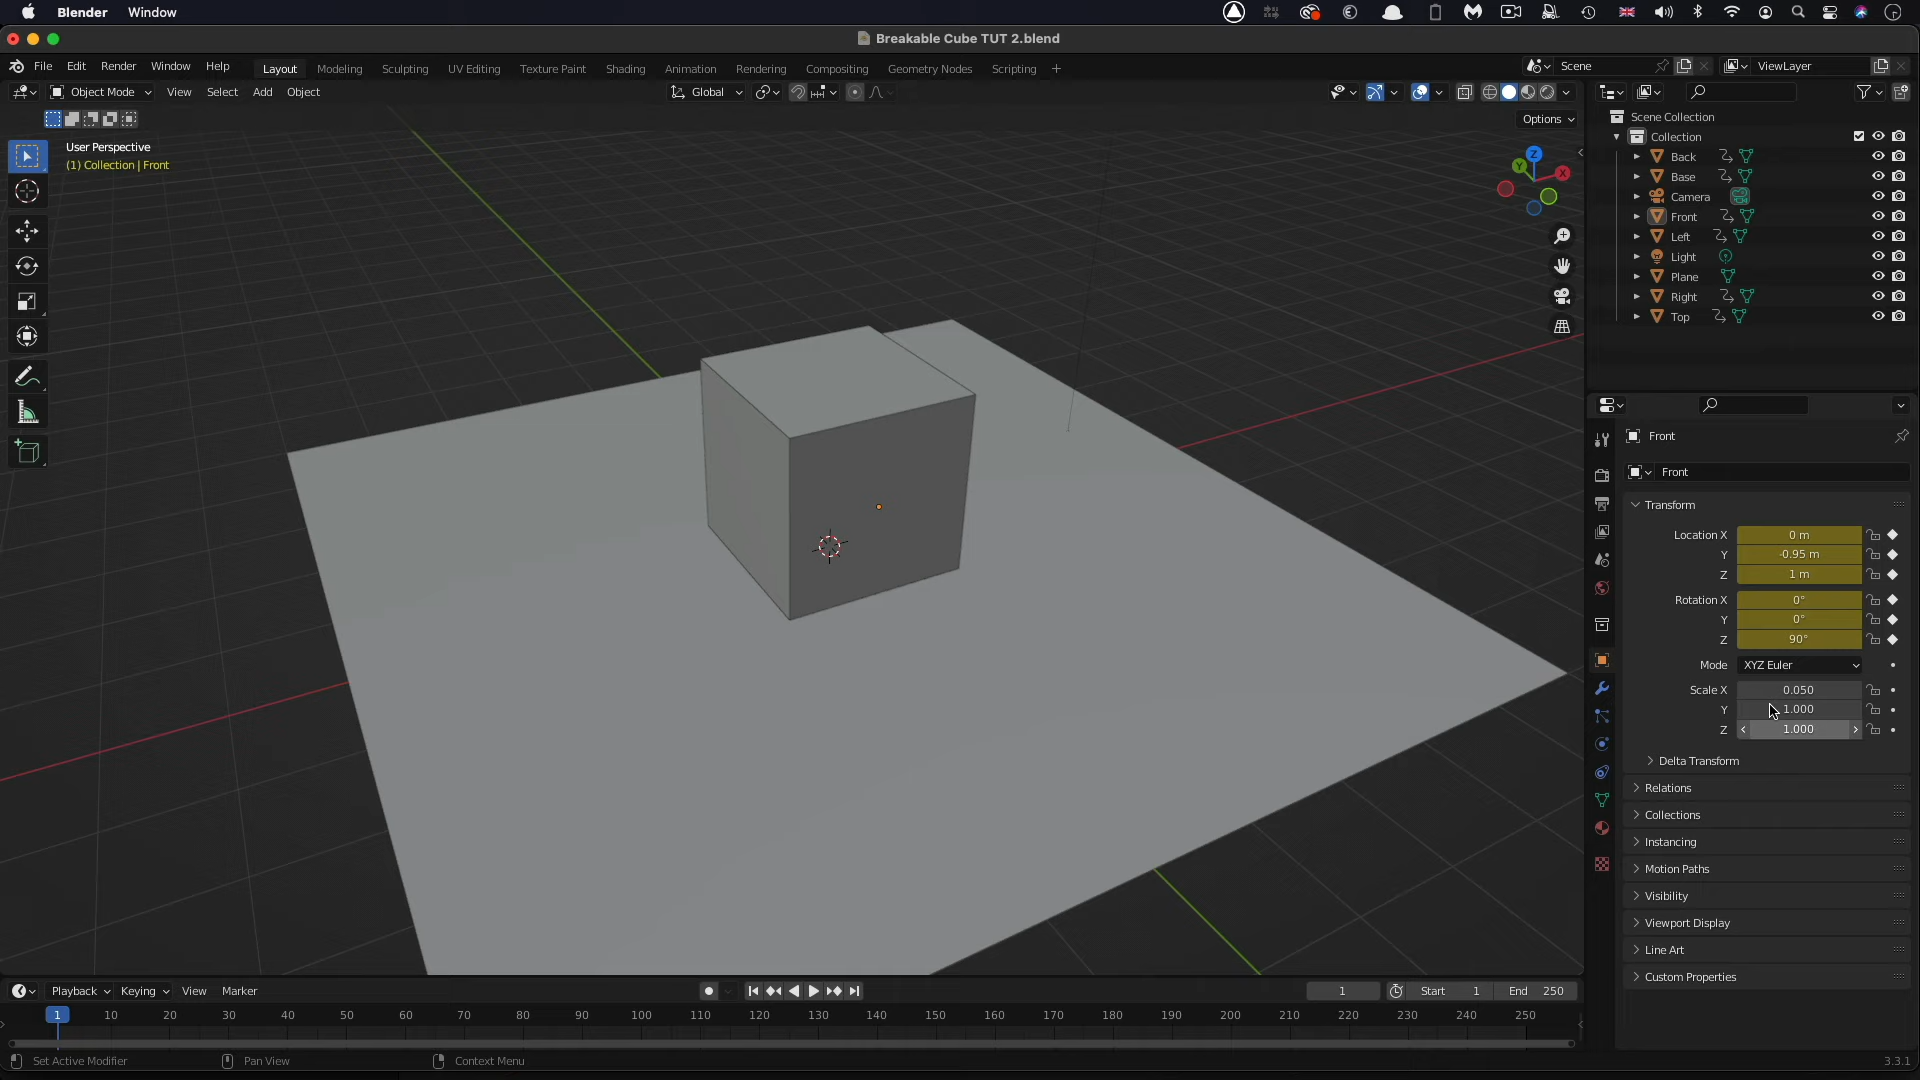 Blender Window
Breakable Cube TUT 2.blend
File Edit Render Window Help Layout Modeling Sculpting UV Editing Texture Paint Shading Animation Rendering Compositing Geometry Nodes Scripting + Scene ViewLayer
Object Mode View Select Add Object Global
Options
User Perspective
(1) Collection | Front
Z
Y
X
Scene Collection
Collection
Back
Base
Camera
Front
Left
Light
Plane
Right
Top
Front
Front
Transform
Location X 0 m
Y -0.95 m
Z 1 m
Rotation X 0°
Y 0°
Z 90°
Mode XYZ Euler
Scale X 0.050
Y 1.000
Z 1.000
Delta Transform
Relations
Collections
Instancing
Motion Paths
Visibility
Viewport Display
Line Art
Custom Properties
Playback Keying View Marker 1 Start 1 End 250
1 10 20 30 40 50 60 70 80 90 100 110 120 130 140 150 160 170 180 190 200 210 220 230 240 250
Set Active Modifier Pan View Context Menu 3.3.1